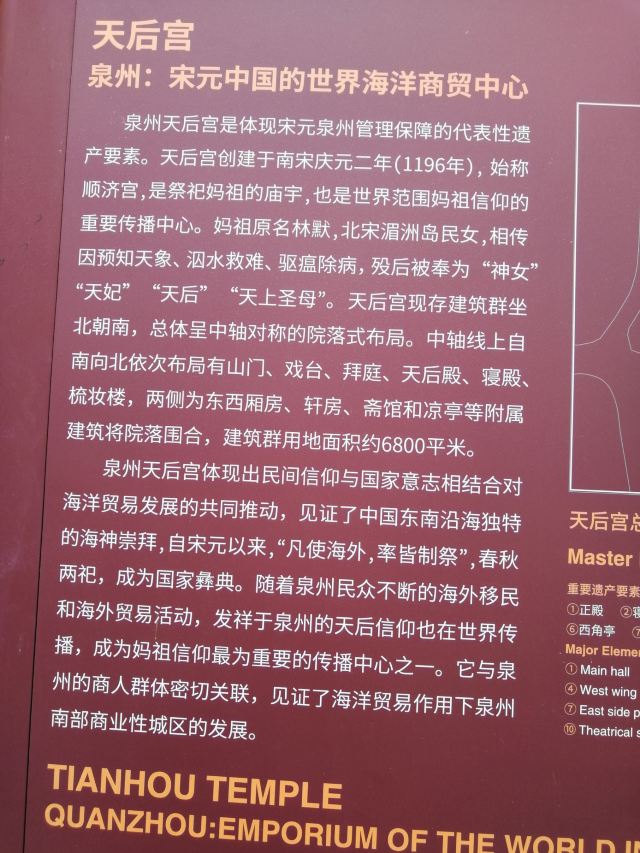 天后宫
泉州：宋元中国的世界海洋商贸中心
泉州天后宫是体现宋元泉州管理保障的代表性遗
产要素。天后宫创建于南宋庆元二年(1196年)，始称
顺济宫,是祭祀妈祖的庙宇,也是世界范围妈祖信仰的
重要传播中心。妈祖原名林默,北宋湄洲岛民女,相传
因预知天象、泅水救难、驱瘟除病，殁后被奉为“神女”
“天妃”“天后”“天上圣母”。天后宫现存建筑群坐
北朝南，总体呈中轴对称的院落式布局。中轴线上自
南向北依次布局有山门、戏台、拜庭、天后殿、寝殿、
梳妆楼，两侧为东西厢房、轩房、斋馆和凉亭等附属
建筑将院落围合，建筑群用地面积约6800平米。
泉州天后宫体现出民间信仰与国家意志相结合对
海洋贸易发展的共同推动，见证了中国东南沿海独特
的海神崇拜,自宋元以来,“凡使海外,率皆制祭”,春秋
两祀，成为国家彝典。随着泉州民众不断的海外移民
和海外贸易活动，发祥于泉州的天后信仰也在世界传
播，成为妈祖信仰最为重要的传播中心之一。它与泉
州的商人群体密切关联，见证了海洋贸易作用下泉州
南部商业性城区的发展。
TIANHOU TEMPLE
QUANZHOU:EMPORIUM OF THE WORLD
天后宫总
Master
重要遗产要素
①正殿 ②
⑥西角亭 ⑦
Major Eleme
① Main hall
④ West wing
⑦ East side p
⑩ Theatrical s